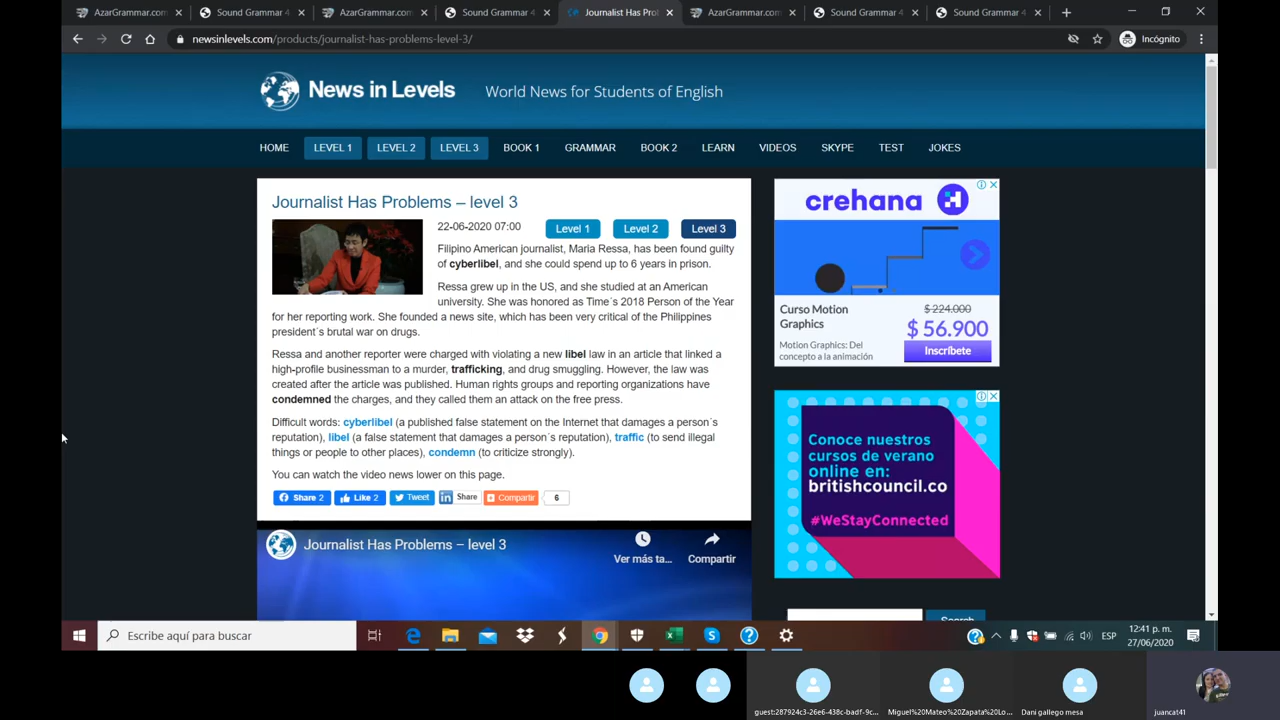 AzarGrammar.com
Sound Grammar 4.
AzarGrammar.com
Sound Grammar 4
Journalist Has Pro
AzarGrammar.com
Sound Grammar 4
Sound Grammar 4
newsinlevels.com/products/journalist-has-problems-level-3/
Incógnito
News in Levels
World News for Students of English
HOME LEVEL 1 LEVEL 2 LEVEL 3 BOOK 1 GRAMMAR BOOK 2 LEARN VIDEOS SKYPE TEST JOKES
Journalist Has Problems – level 3
22-06-2020 07:00
Level 1 Level 2 Level 3
Filipino American journalist, Maria Ressa, has been found guilty
of cyberlibel, and she could spend up to 6 years in prison.
Ressa grew up in the US, and she studied at an American
university. She was honored as Time´s 2018 Person of the Year
for her reporting work. She founded a news site, which has been very critical of the Philippines
president´s brutal war on drugs.
Ressa and another reporter were charged with violating a new libel law in an article that linked a
high-profile businessman to a murder, trafficking, and drug smuggling. However, the law was
created after the article was published. Human rights groups and reporting organizations have
condemned the charges, and they called them an attack on the free press.
Difficult words: cyberlibel (a published false statement on the Internet that damages a person´s
reputation), libel (a false statement that damages a person´s reputation), traffic (to send illegal
things or people to other places), condemn (to criticize strongly).
You can watch the video news lower on this page.
Share 2 Like 2 Tweet Share Compartir 6
Journalist Has Problems – level 3
Ver más ta...
Compartir
crehana
Curso Motion
Graphics
Motion Graphics: Del
concepto a la animación
$ 224.000
$ 56.900
Inscríbete
Conoce nuestros
cursos de verano
online en:
britishcouncil.co
#WeStayConnected
Search
Escribe aquí para buscar
ESP
12:41 p. m.
27/06/2020
guest:287924c3-26e6-438c-badf-9c...
Miguel%20Mateo%20Zapata%20Lo...
Dani gallego mesa
juancat41